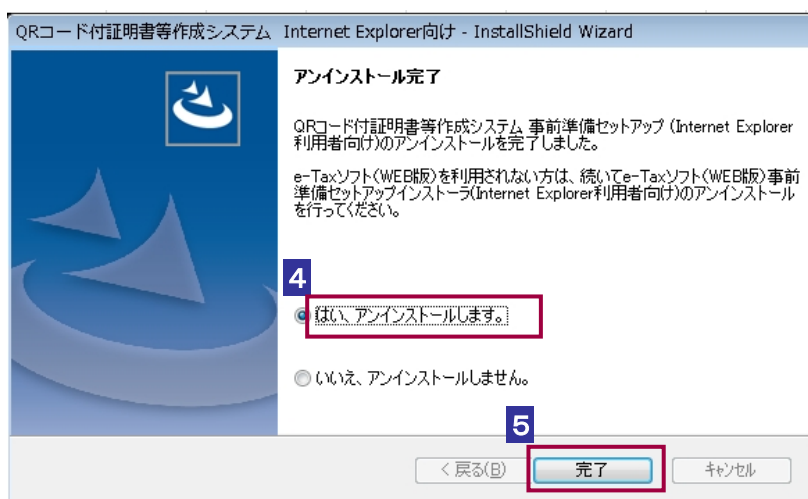 QRコード付証明書等作成システム Internet Explorer向け - InstallShield Wizard
アンインストール完了
QRコード付証明書等作成システム 事前準備セットアップ (Internet Explorer
利用者向け)のアンインストールを完了しました。
e-Taxソフト(WEB版)を利用されない方は、続いてe-Taxソフト(WEB版)事前
準備セットアップインストーラ(Internet Explorer利用者向け)のアンインストール
を行ってください。
4
はい、アンインストールします。
いいえ、アンインストールしません。
5
< 戻る(B)
完了
キャンセル